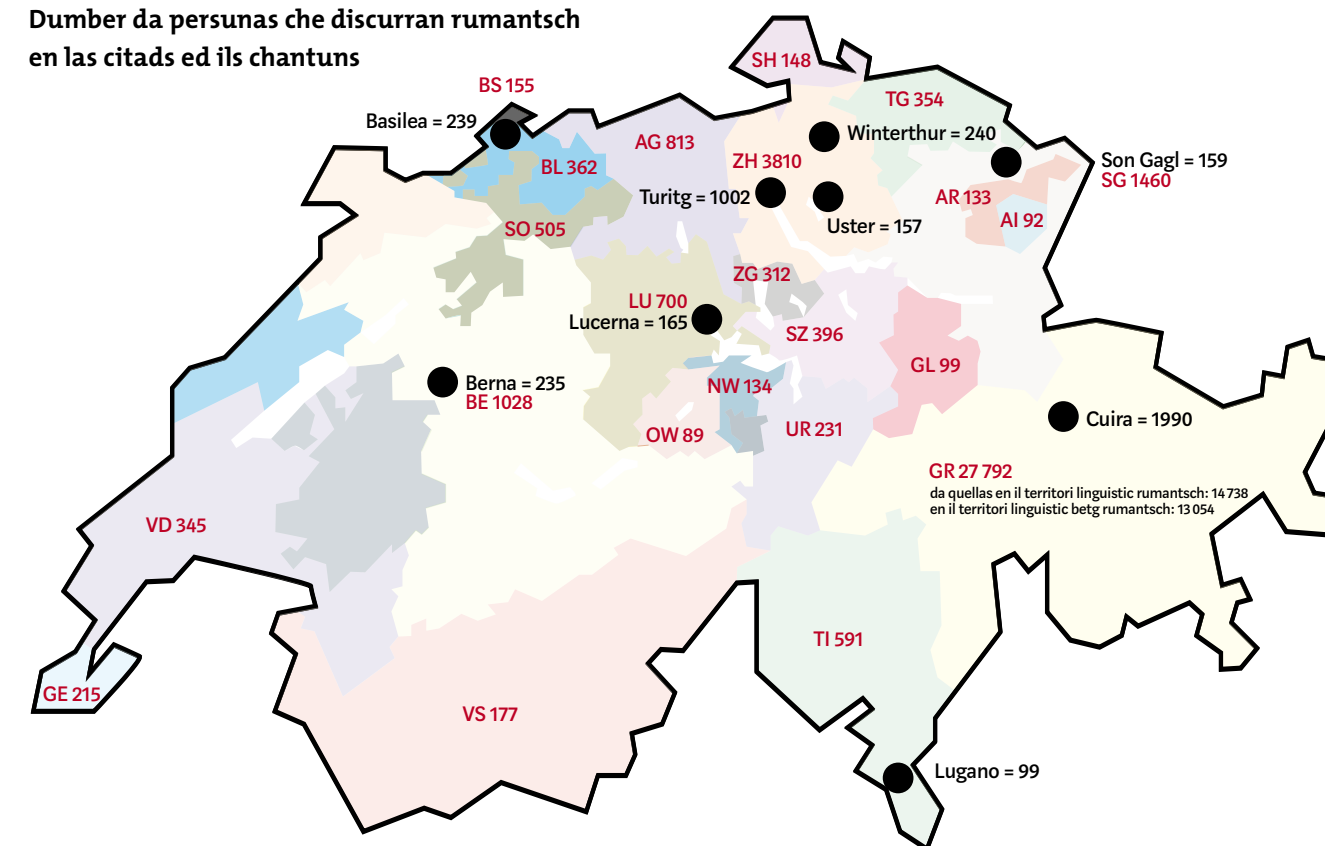 Dumber da persunas che discurran rumantsch
en las citads ed ils chantuns
SH 148
BS 155
TG 354
Basilea = 239
AG 813
Winterthur = 240
BL 362
ZH 3810
Son Gagl = 159
SG 1460
Turitg = 1002
AR 133
AI 92
SO 505
Uster = 157
ZG 312
LU 700
Lucerna = 165
SZ 396
GL 99
NW 134
Berna = 235
BE 1028
Cuira = 1990
OW 89
UR 231
GR 27 792
da quellas en il territori linguistic rumantsch: 14 738
en il territori linguistic betg rumantsch: 13 054
VD 345
TI 591
GE 215
VS 177
Lugano = 99